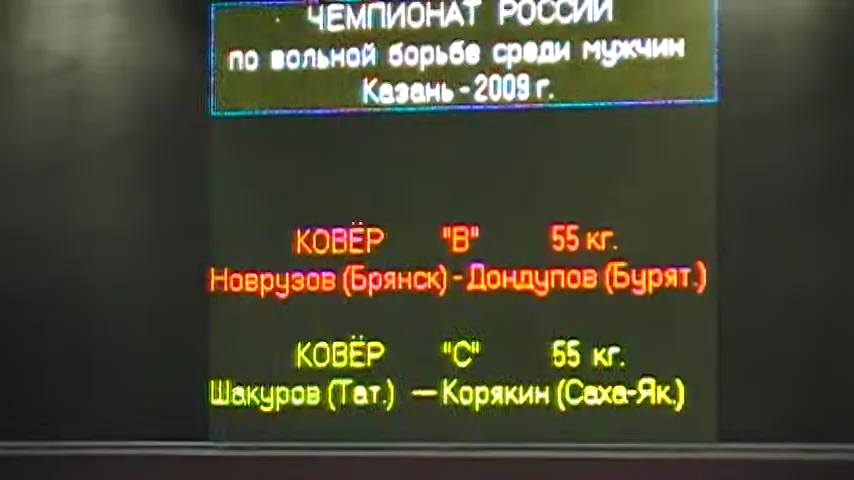 ЧЕМПИОНАТ РОССИИ
по вольной борьбе среди мужчин
Казань - 2009 г.
КОВЁР "В" 55 кг.
Новрузов (Брянск) - Дондупов (Бурят.)
КОВЁР "С" 55 кг.
Шакуров (Тат.) — Корякин (Саха-Як.)